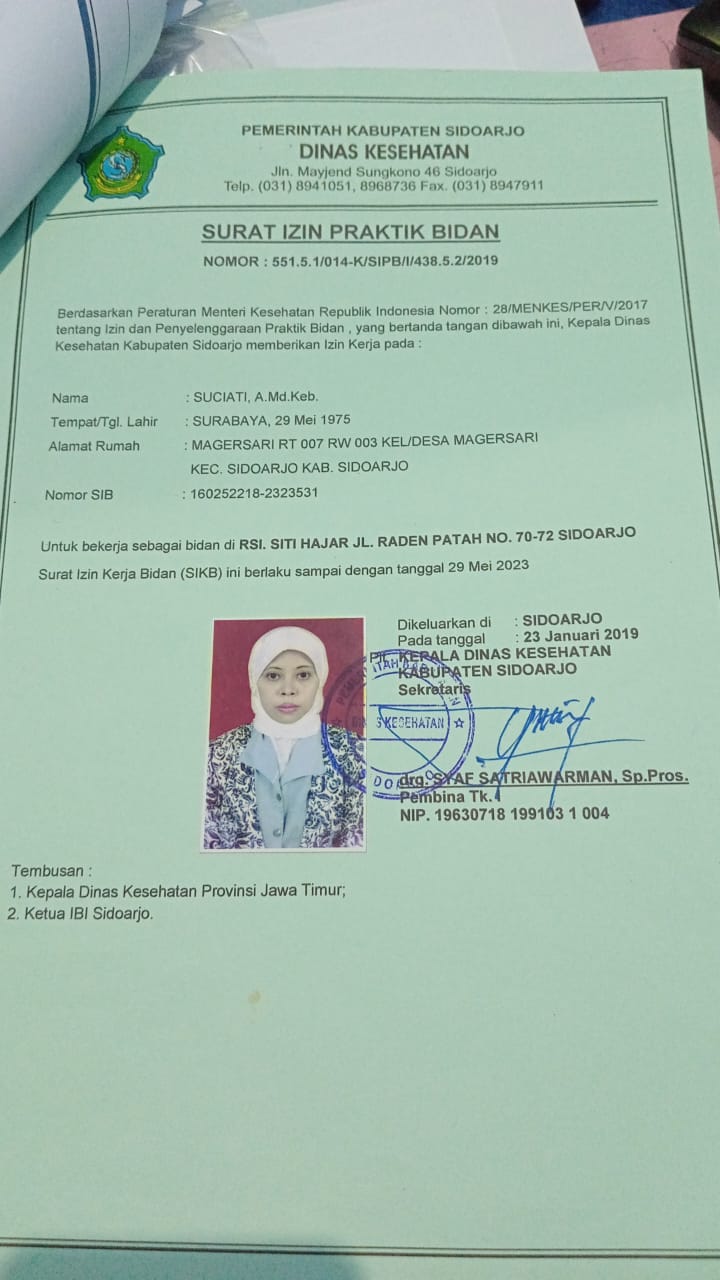 PEMERINTAH KABUPATEN SIDOARJO
DINAS KESEHATAN
Jln. Mayjend Sungkono 46 Sidoarjo
Telp. (031) 8941051, 8968736 Fax. (031) 8947911
SURAT IZIN PRAKTIK BIDAN
NOMOR : 551.5.1/014-K/SIPB/I/438.5.2/2019
Berdasarkan Peraturan Menteri Kesehatan Republik Indonesia Nomor : 28/MENKES/PER/V/2017
tentang Izin dan Penyelenggaraan Praktik Bidan , yang bertanda tangan dibawah ini, Kepala Dinas
Kesehatan Kabupaten Sidoarjo memberikan Izin Kerja pada :
Nama : SUCIATI, A.Md.Keb.
Tempat/Tgl. Lahir : SURABAYA, 29 Mei 1975
Alamat Rumah : MAGERSARI RT 007 RW 003 KEL/DESA MAGERSARI
KEC. SIDOARJO KAB. SIDOARJO
Nomor SIB : 160252218-2323531
Untuk bekerja sebagai bidan di RSI. SITI HAJAR JL. RADEN PATAH NO. 70-72 SIDOARJO
Surat Izin Kerja Bidan (SIKB) ini berlaku sampai dengan tanggal 29 Mei 2023
Dikeluarkan di : SIDOARJO
Pada tanggal : 23 Januari 2019
KEPALA DINAS KESEHATAN
KABUPATEN SIDOARJO
Sekretaris
KESEHATAN
drg. SYAF SATRIAWARMAN, Sp.Pros.
Pembina Tk.
NIP. 19630718 199103 1 004
Tembusan :
1. Kepala Dinas Kesehatan Provinsi Jawa Timur;
2. Ketua IBI Sidoarjo.